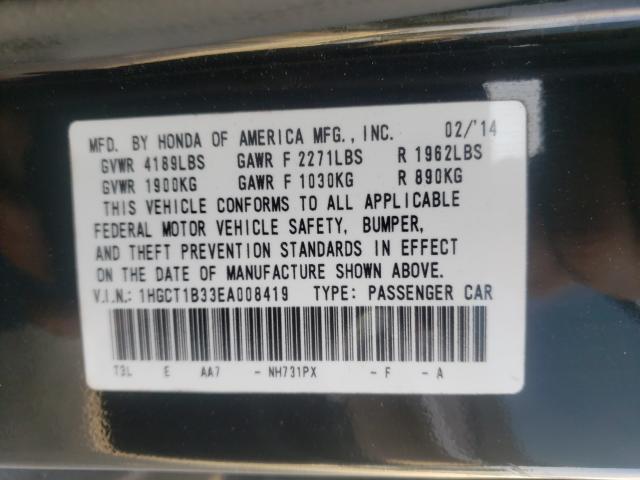 MFD. BY HONDA OF AMERICA MFG., INC. 02/'14
GVWR 4189LBS GAWR F 2271LBS R 1962LBS
GVWR 1900KG GAWR F 1030KG R 890KG
THIS VEHICLE CONFORMS TO ALL APPLICABLE
FEDERAL MOTOR VEHICLE SAFETY, BUMPER,
AND THEFT PREVENTION STANDARDS IN EFFECT
ON THE DATE OF MANUFACTURE SHOWN ABOVE.
V.I.N.: 1HGCT1B33EA008419 TYPE: PASSENGER CAR
T3L E AA7 - NH731PX - F - A